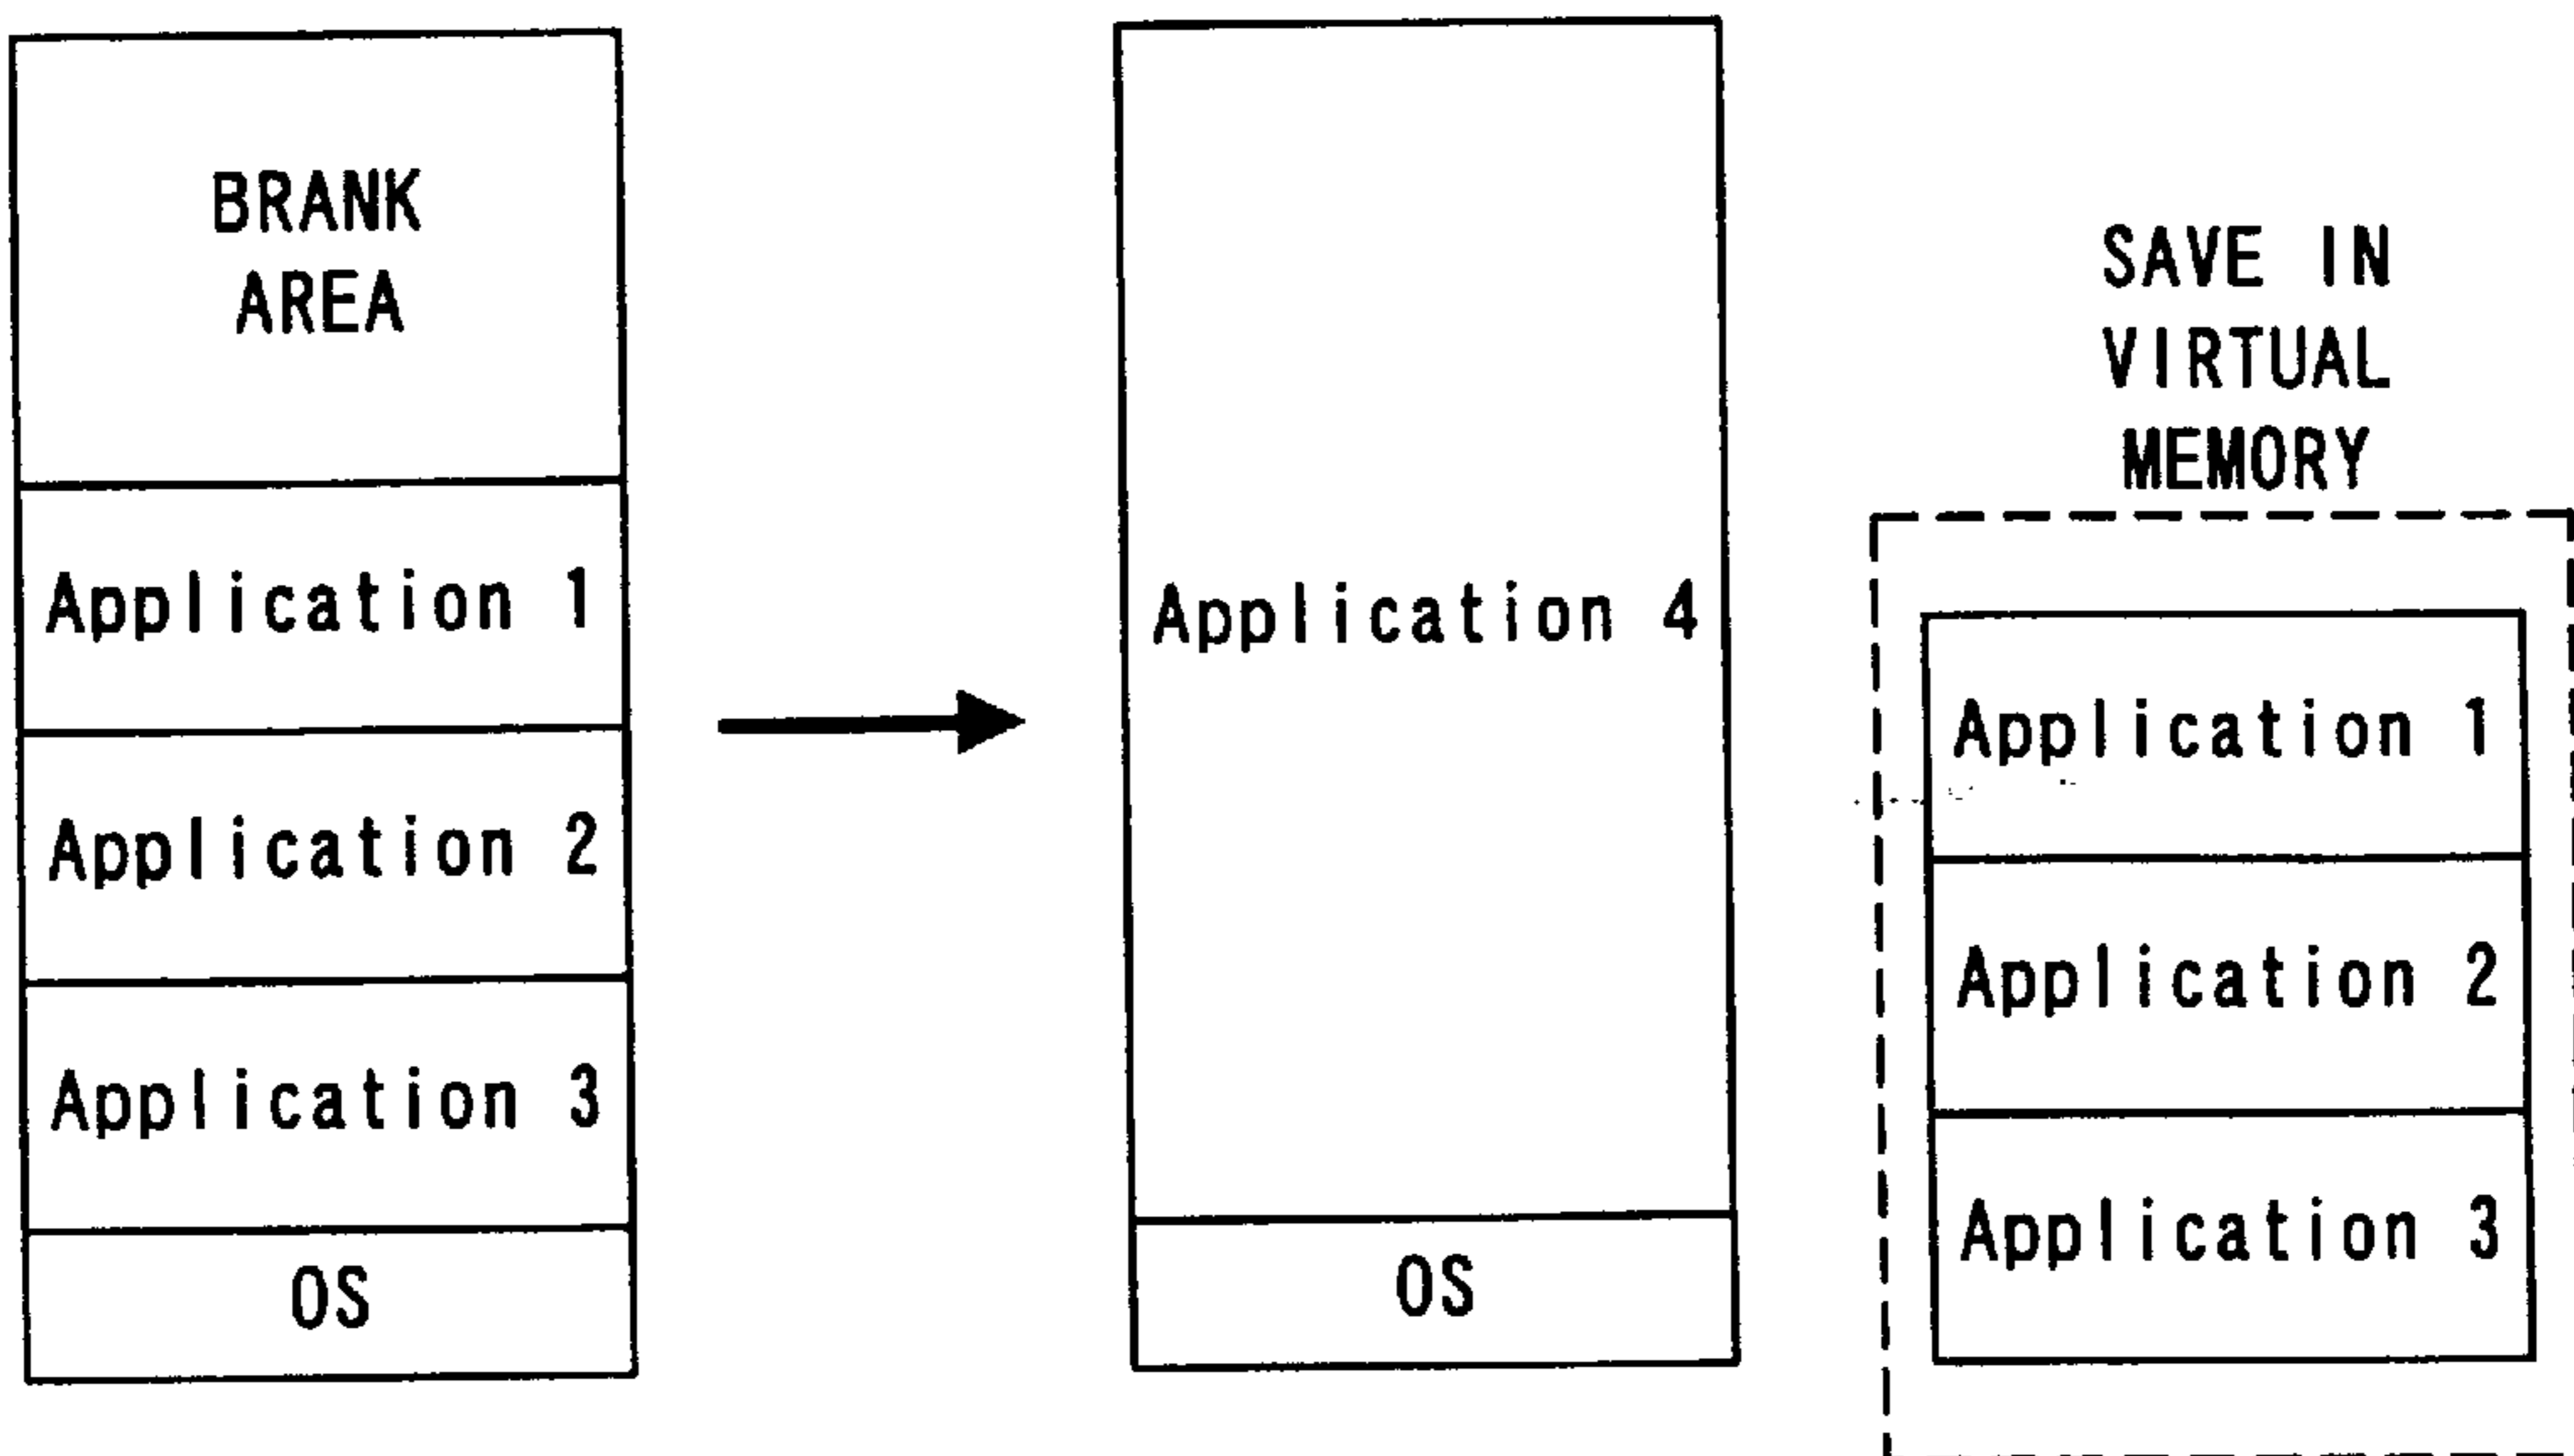 BRANK
AREA
Application 1
Application 2
Application 3
OS
Application 4
OS
SAVE IN
VIRTUAL
MEMORY
Application 1
Application 2
Application 3